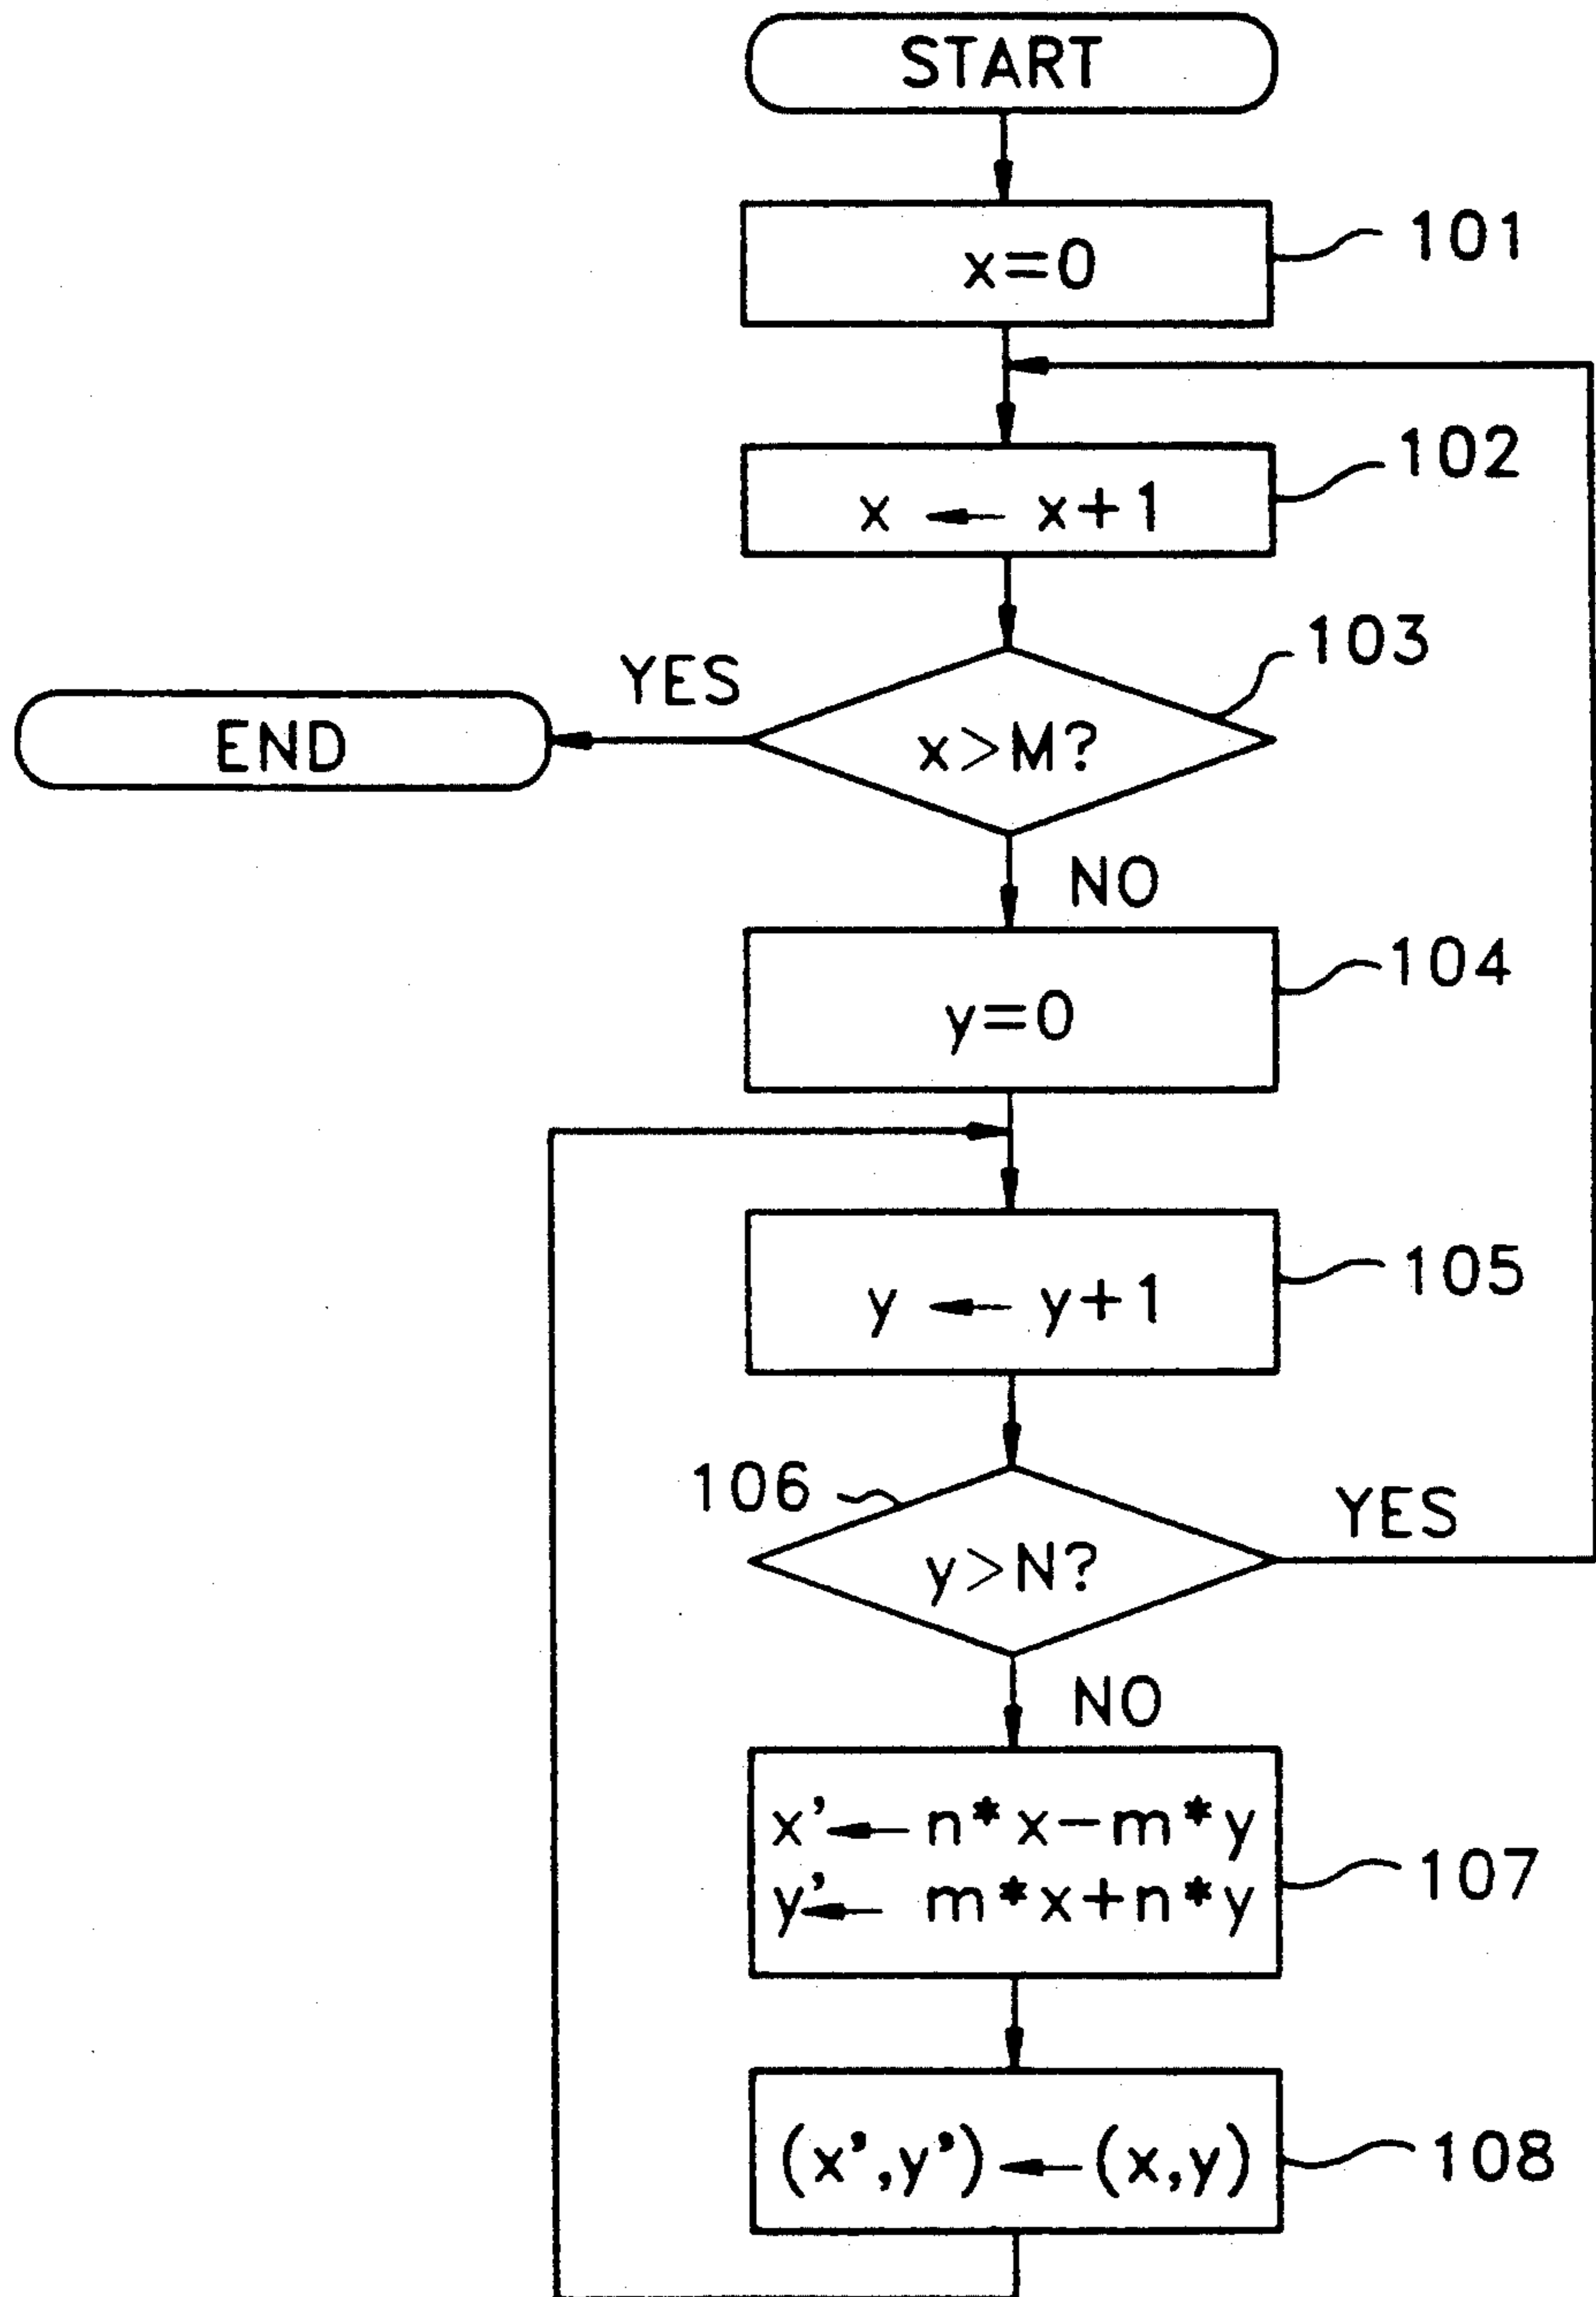 START
x=0
101
x ← x+1
102
103
YES
x>M?
END
NO
y=0
104
y ← y+1
105
106
y>N?
YES
NO
x' ← n*x-m*y
y' ← m*x+n*y
107
(x',y') ← (x,y)
108